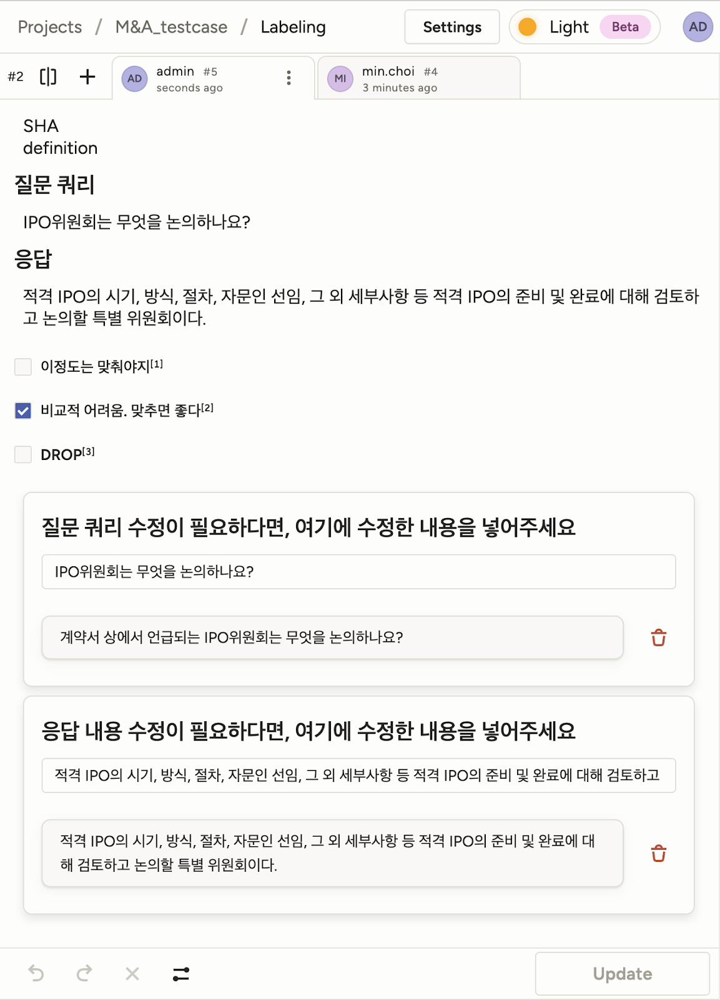 Projects / M&A_testcase / Labeling
Settings
Light
Beta
AD
#2
AD
admin #5
seconds ago
MI
min.choi #4
3 minutes ago
SHA
definition
질문 쿼리
IPO위원회는 무엇을 논의하나요?
응답
적격 IPO의 시기, 방식, 절차, 자문인 선임, 그 외 세부사항 등 적격 IPO의 준비 및 완료에 대해 검토하
고 논의할 특별 위원회이다.
이정도는 맞춰야지[1]
비교적 어려움. 맞추면 좋다[2]
DROP[3]
질문 쿼리 수정이 필요하다면, 여기에 수정한 내용을 넣어주세요
IPO위원회는 무엇을 논의하나요?
계약서 상에서 언급되는 IPO위원회는 무엇을 논의하나요?
응답 내용 수정이 필요하다면, 여기에 수정한 내용을 넣어주세요
적격 IPO의 시기, 방식, 절차, 자문인 선임, 그 외 세부사항 등 적격 IPO의 준비 및 완료에 대해 검토하고
적격 IPO의 시기, 방식, 절차, 자문인 선임, 그 외 세부사항 등 적격 IPO의 준비 및 완료에 대
해 검토하고 논의할 특별 위원회이다.
Update